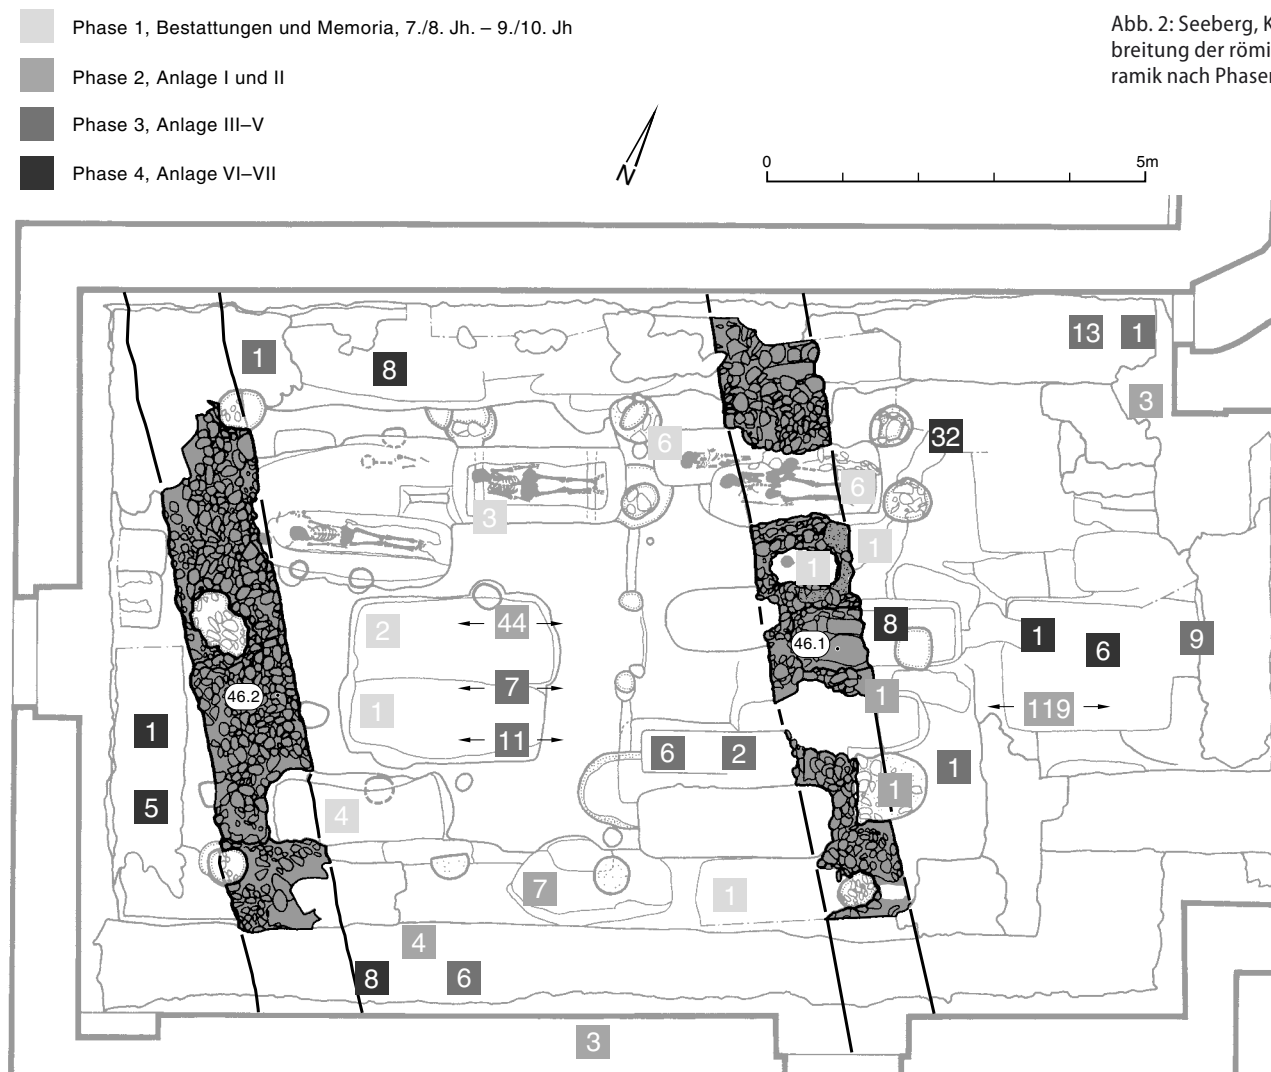 Phase 1, Bestattungen und Memoria, 7./8. Jh. – 9./10. Jh
Phase 2, Anlage I und II
Phase 3, Anlage III–V
Phase 4, Anlage VI–VII
Abb. 2: Seeberg, K
breitung der römi
ramik nach Phasen
N
0 5m
1 8 13 1
3
6 32
3 6
1
1
2 44 8 1 6 9
46.1
7 1
46.2
1 119
1 11 6 2 1
5 4 1
7 1
4
8 6
3